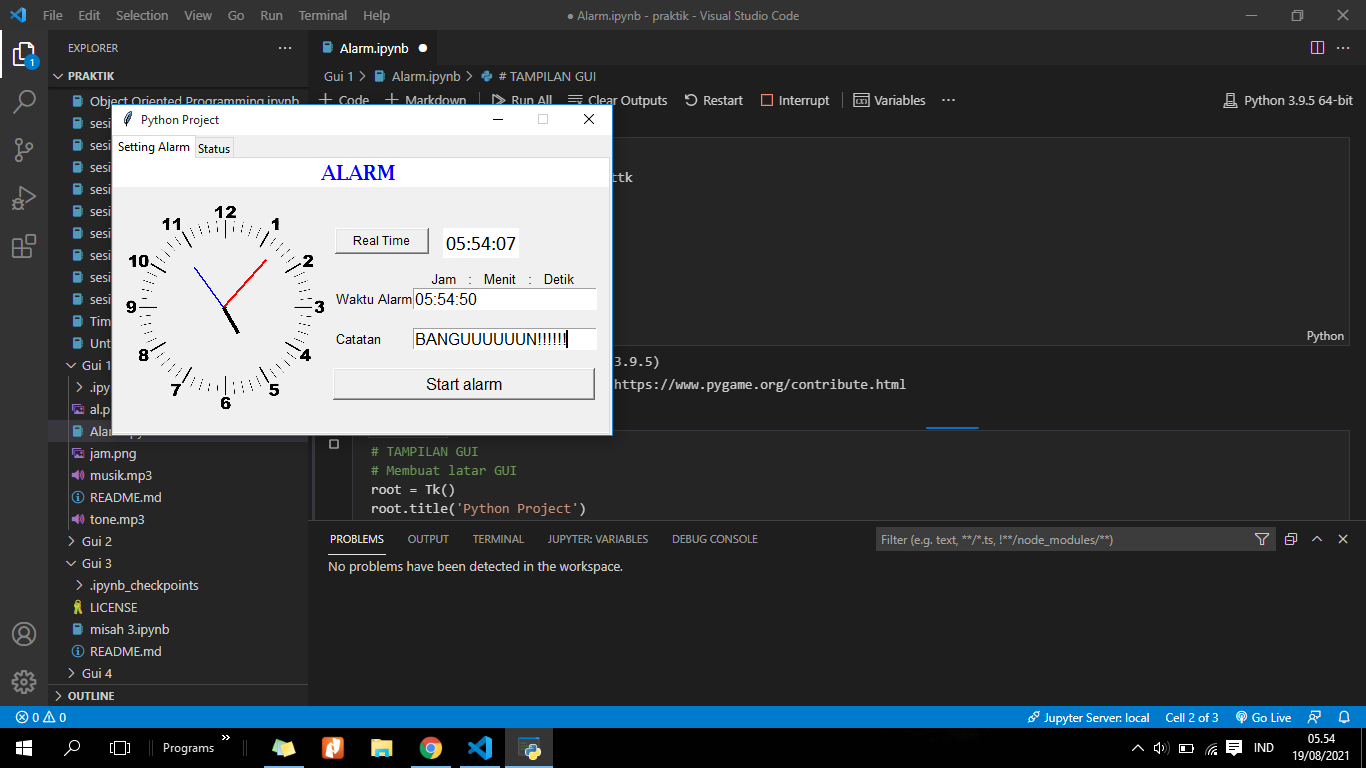 File Edit Selection View Go Run Terminal Help
● Alarm.ipynb - praktik - Visual Studio Code
EXPLORER
PRAKTIK
Object Oriented Programming.ipynb
Gui 1
jam.png
musik.mp3
README.md
tone.mp3
Gui 2
Gui 3
.ipynb_checkpoints
LICENSE
misah 3.ipynb
README.md
Gui 4
OUTLINE
1
Alarm.ipynb
Gui 1 > Alarm.ipynb > # TAMPILAN GUI
Code Markdown Run All Clear Outputs Restart Interrupt Variables Python 3.9.5 64-bit
Python Project
Setting Alarm Status
ALARM
12
1
2
3
4
5
6
7
8
9
10
11
Real Time 05:54:07
Jam : Menit : Detik
Waktu Alarm 05:54:50
Catatan BANGUUUUUUN!!!!!!
Start alarm
ttk
Python
3.9.5)
https://www.pygame.org/contribute.html
# TAMPILAN GUI
# Membuat latar GUI
root = Tk()
root.title('Python Project')
PROBLEMS OUTPUT TERMINAL JUPYTER: VARIABLES DEBUG CONSOLE
Filter (e.g. text, **/*.ts, !**/node_modules/**)
No problems have been detected in the workspace.
0 0
Jupyter Server: local Cell 2 of 3 Go Live
Programs »
IND
05.54
19/08/2021